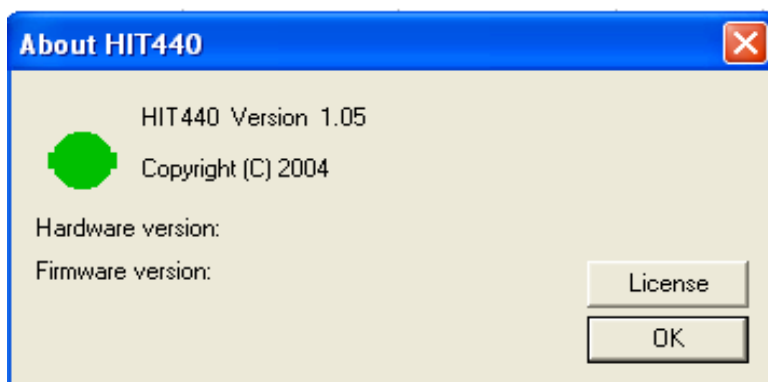 About HIT440
HIT440 Version 1.05
Copyright (C) 2004
Hardware version:
Firmware version:
License
OK